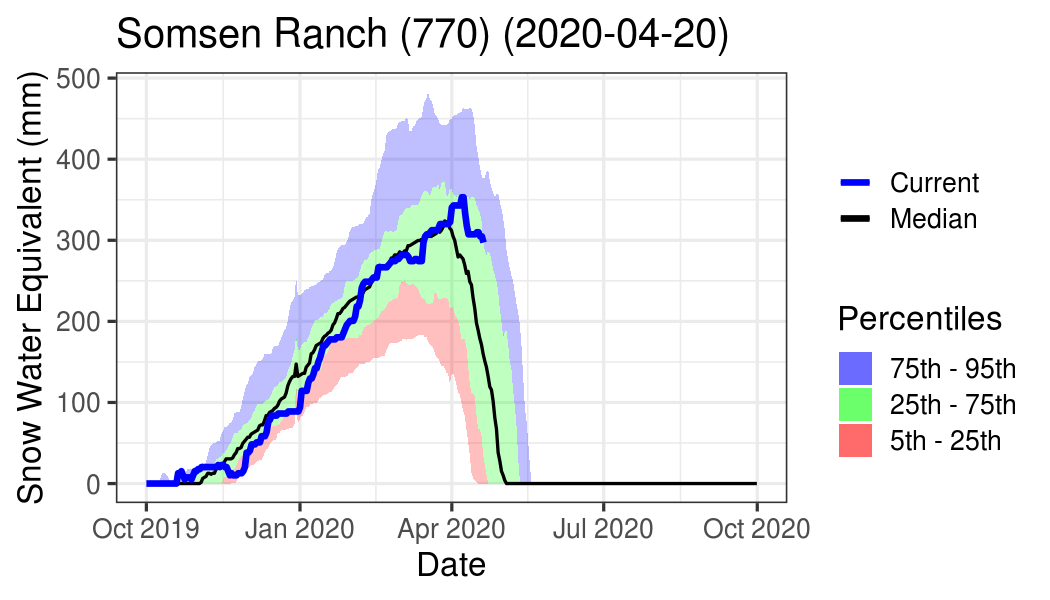 Somsen Ranch (770) (2020-04-20)
Snow Water Equivalent (mm)
500
400
300
200
100
0
Oct 2019
Jan 2020
Apr 2020
Jul 2020
Oct 2020
Date
Current
Median
Percentiles
75th - 95th
25th - 75th
5th - 25th